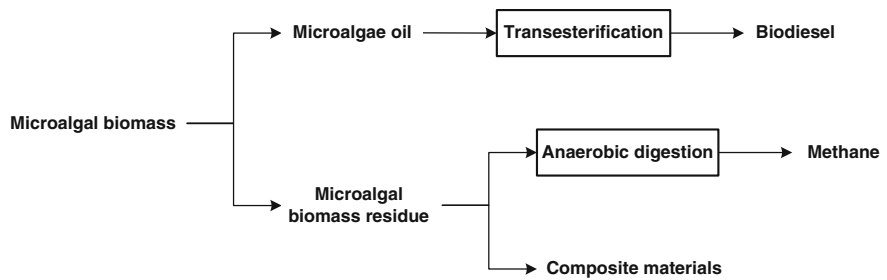 Microalgae oil
Transesterification
Biodiesel
Microalgal biomass
Anaerobic digestion
Methane
Microalgal
biomass residue
Composite materials